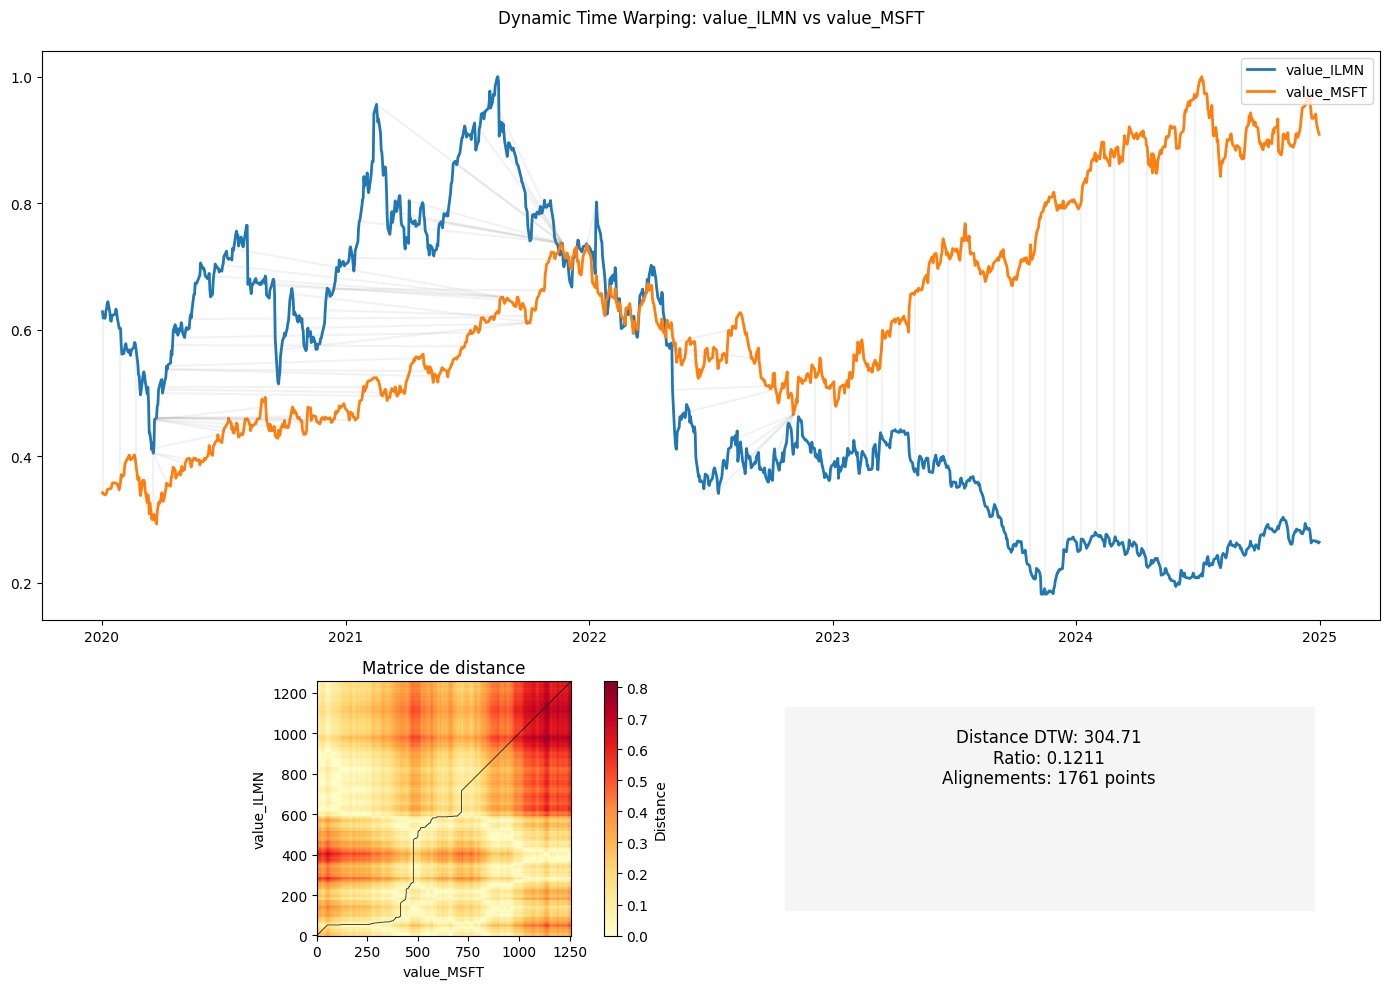 Dynamic Time Warping: value_ILMN vs value_MSFT
value_ILMN
value_MSFT
1.0
0.8
0.6
0.4
0.2
2020 2021 2022 2023 2024 2025
Matrice de distance
value_ILMN
1200
1000
800
600
400
200
0
0 250 500 750 1000 1250
value_MSFT
0.8
0.7
0.6
0.5
0.4
0.3
0.2
0.1
0.0
Distance
Distance DTW: 304.71
Ratio: 0.1211
Alignements: 1761 points